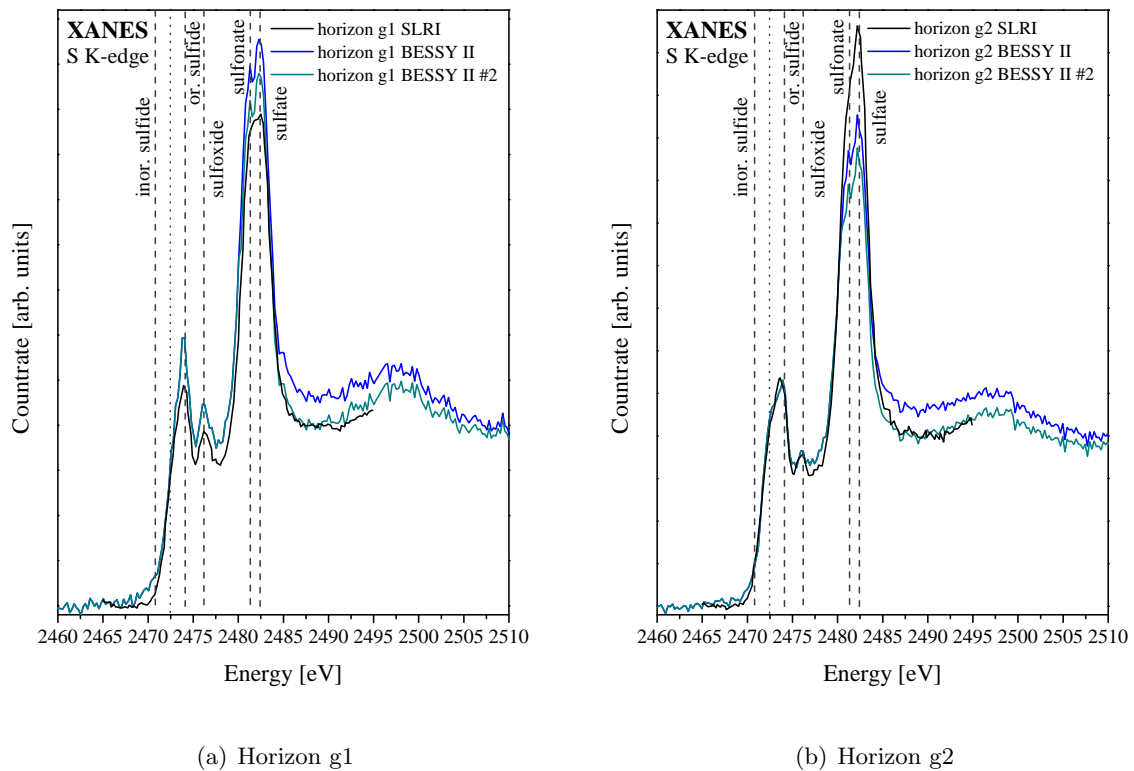 XANES
S K-edge
horizon g1 SLRI
horizon g1 BESSY II
horizon g1 BESSY II #2
inor. sulfide
or. sulfide
sulfoxide
sulfonate
sulfate
Countrate [arb. units]
2460 2465 2470 2475 2480 2485 2490 2495 2500 2505 2510
Energy [eV]
(a) Horizon g1
XANES
S K-edge
horizon g2 SLRI
horizon g2 BESSY II
horizon g2 BESSY II #2
inor. sulfide
or. sulfide
sulfoxide
sulfonate
sulfate
Countrate [arb. units]
2460 2465 2470 2475 2480 2485 2490 2495 2500 2505 2510
Energy [eV]
(b) Horizon g2